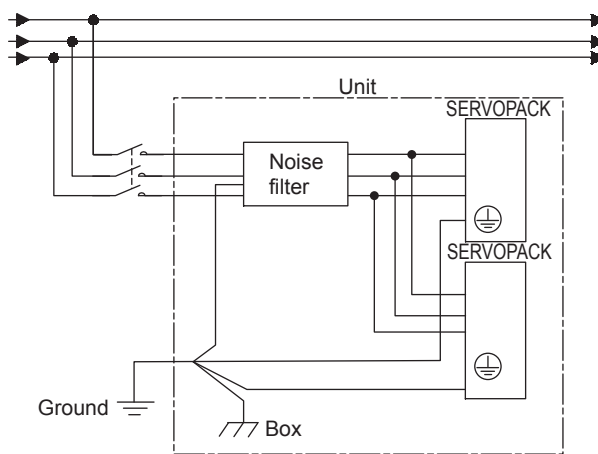 Unit
SERVOPACK
Noise
filter
SERVOPACK
Ground
Box